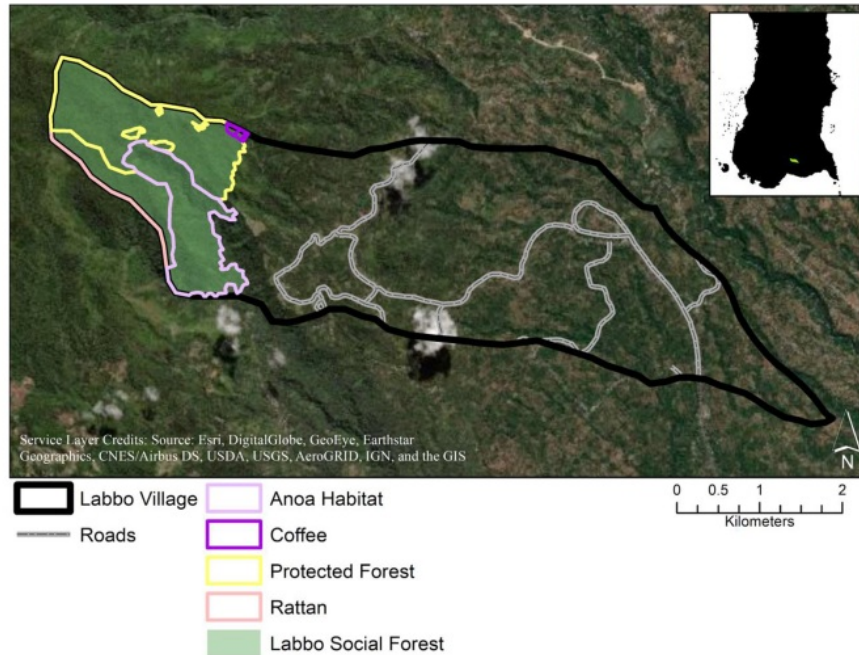 Service Layer Credits: Source: Esri, DigitalGlobe, GeoEye, Earthstar
Geographics, CNES/Airbus DS, USDA, USGS, AeroGRID, IGN, and the GIS
N
Labbo Village
Roads
Anoa Habitat
Coffee
Protected Forest
Rattan
Labbo Social Forest
0 0.5 1 2
Kilometers